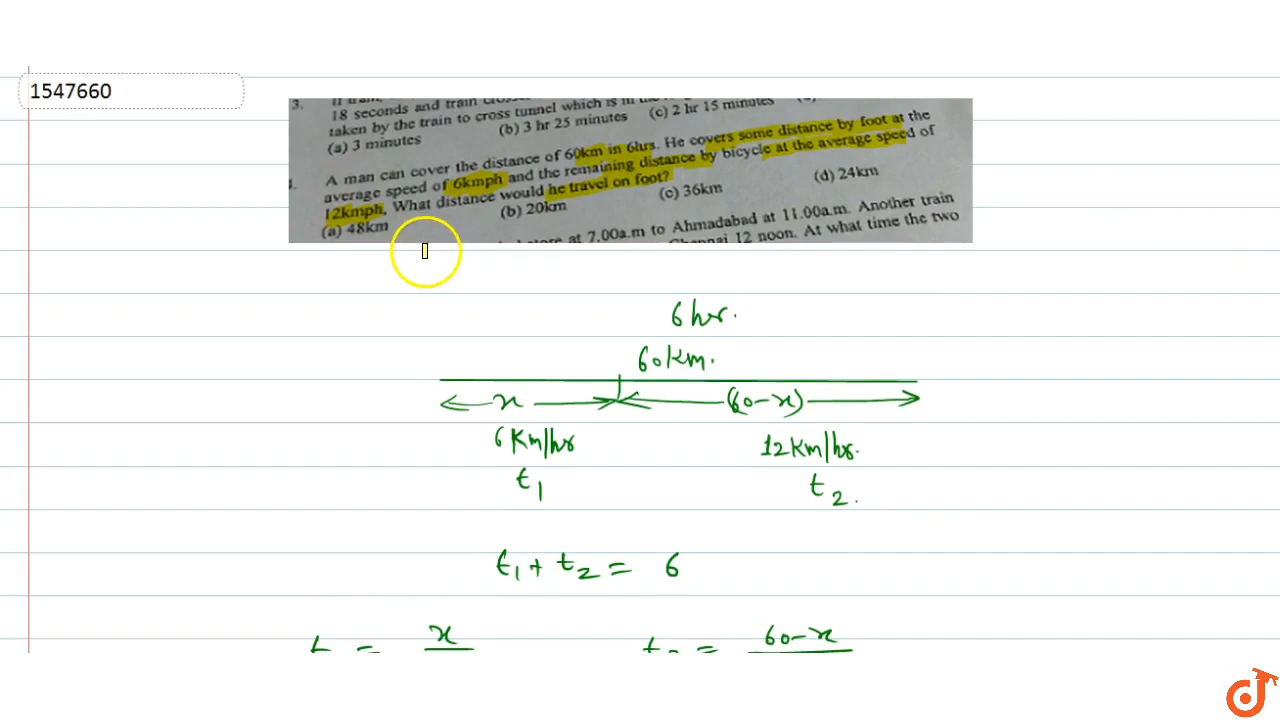 1547660
3.
18 seconds and train
taken by the train to cross tunnel which is in
(a) 3 minutes (b) 3 hr 25 minutes (c) 2 hr 15 minutes
A man can cover the distance of 60km in 6hrs. He covers some distance by foot at the
average speed of 6kmph and the remaining distance by bicycle at the average speed of
12kmph, What distance would he travel on foot?
(a) 48km (b) 20km (c) 36km (d) 24km
at 7.00a.m to Ahmadabad at 11.00a.m. Another train
12 noon. At what time the two
6 hr.
60 km.
x (60-x)
6 Km/hr 12 Km/hr.
t1 t2.
t1 + t2 = 6
x 60-x
= =